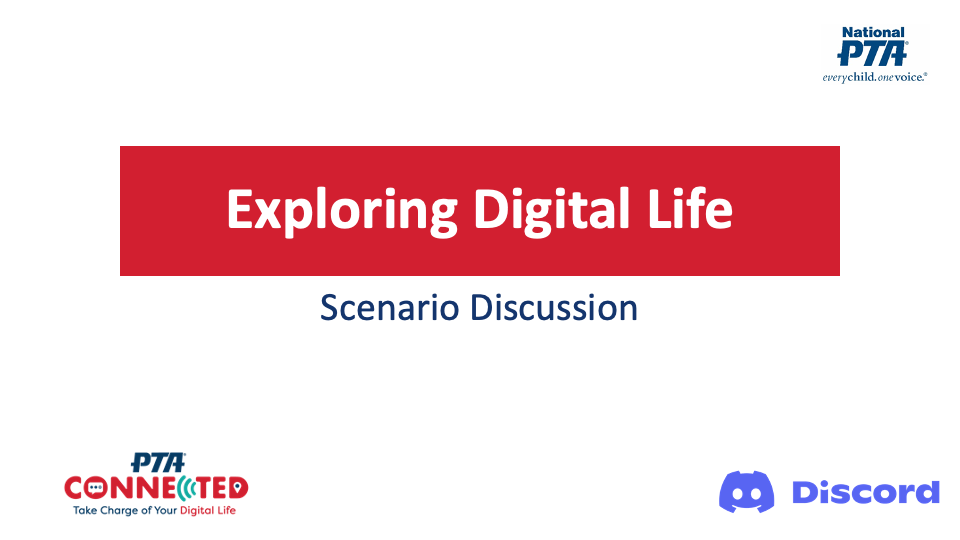 National
PTA®
everychild.onevoice.®
Exploring Digital Life
Scenario Discussion
PTA
CONNECTED
Take Charge of Your Digital Life
Discord